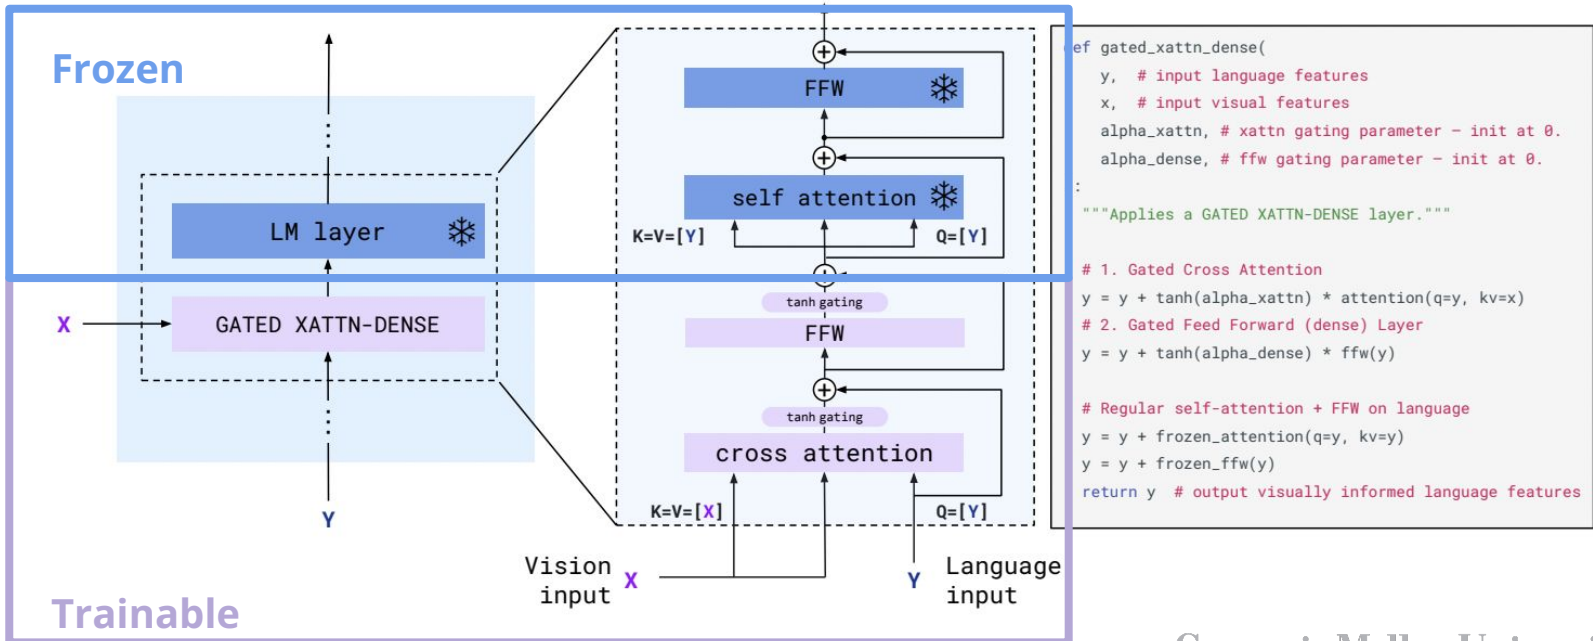 Frozen
LM layer
X
GATED XATTN-DENSE
Y
Trainable
FFW
self attention
K=V=[Y]
Q=[Y]
tanh gating
FFW
tanh gating
cross attention
K=V=[X]
Q=[Y]
Vision
input
X
Y
Language
input
ef gated_xattn_dense(
y, # input language features
x, # input visual features
alpha_xattn, # xattn gating parameter – init at 0.
alpha_dense, # ffw gating parameter – init at 0.
:
"""Applies a GATED XATTN-DENSE layer."""
# 1. Gated Cross Attention
y = y + tanh(alpha_xattn) * attention(q=y, kv=x)
# 2. Gated Feed Forward (dense) Layer
y = y + tanh(alpha_dense) * ffw(y)
# Regular self-attention + FFW on language
y = y + frozen_attention(q=y, kv=y)
y = y + frozen_ffw(y)
return y # output visually informed language features